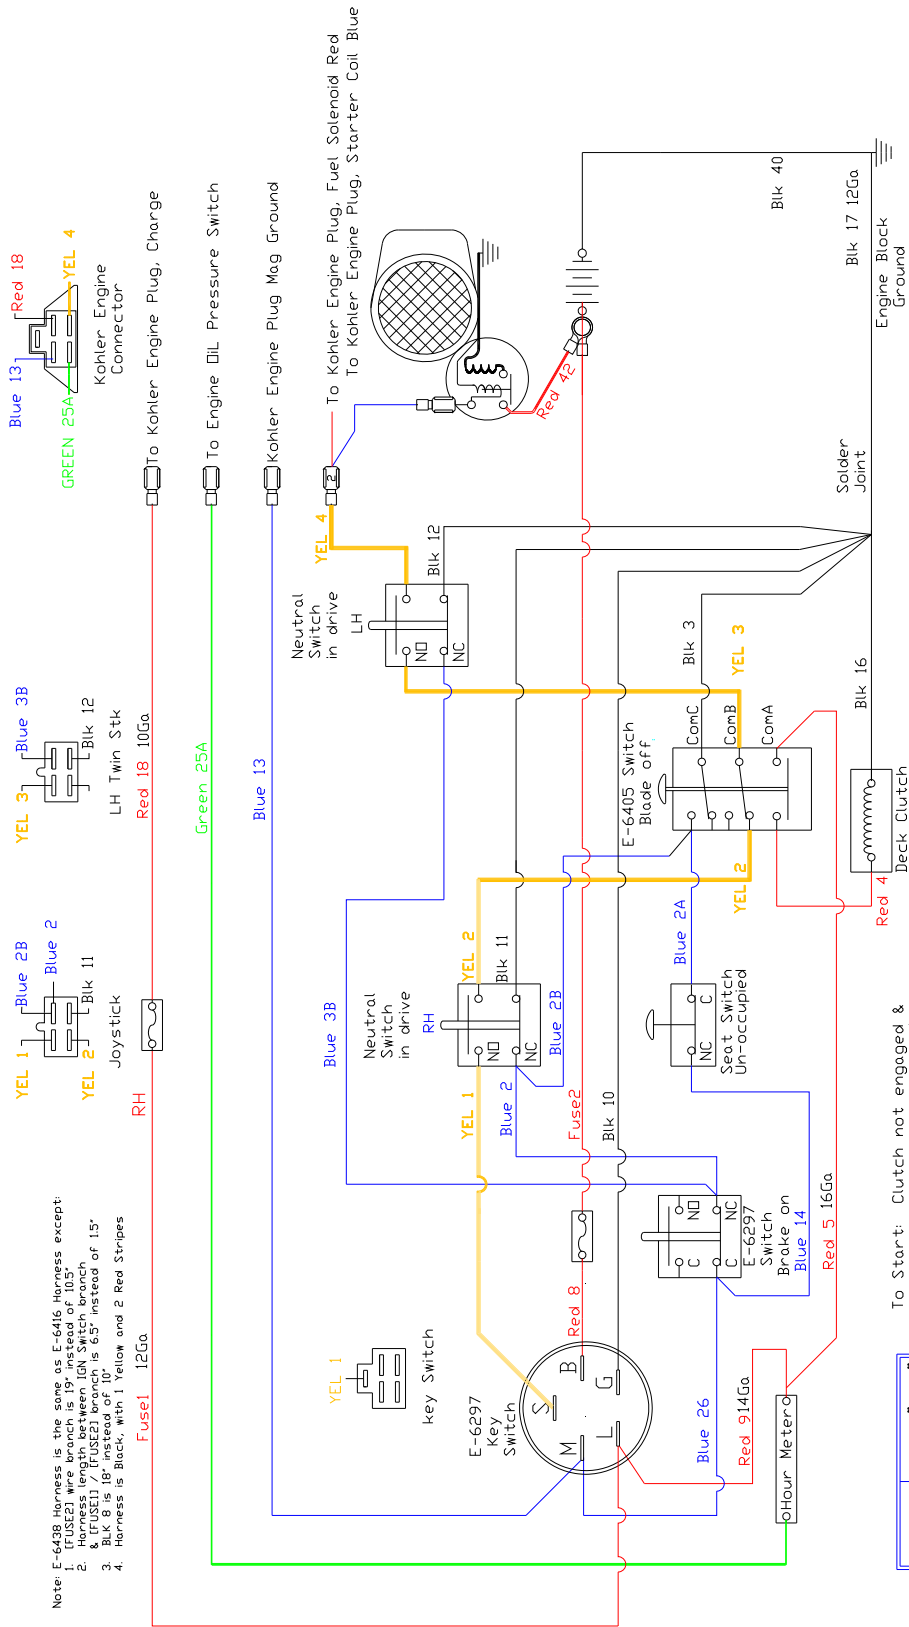 Note: E-6438 Harness is the same as E-6416 Harness except:
1. [FUSE2] wire branch is 19" instead of 10.5"
2. Harness length between IGN Switch branch
& [FUSE1] / [FUSE2] branch is 6.5" instead of 1.5"
3. BLK 8 is 18" instead of 10"
4. Harness is Black, with 1 Yellow and 2 Red Stripes
YEL 1
Blue 2B
Blue 2
YEL 2
Blk 11
Joystick
YEL 3
Blue 3B
Blk 12
LH Twin Stk
Blue 13
Red 18
GREEN 25A
YEL 4
Kohler Engine
Connector
Fuse1
12Ga
RH
Red 18 10Ga
To Kohler Engine Plug, Charge
Green 25A
To Engine Oil Pressure Switch
Blue 13
Kohler Engine Plug Mag Ground
To Kohler Engine Plug, Fuel Solenoid Red
To Kohler Engine Plug, Starter Coil Blue
2
YEL 4
Neutral
Switch
in drive
LH
NO
NC
Blk 12
YEL 1
key Switch
Blue 3B
Neutral
Switch
in drive
RH
NO
NC
YEL 1
YEL 2
Blue 2
Blk 11
Blue 2B
Red 42
E-6297
Key
Switch
M
S
B
L
G
Red 8
Fuse2
Blk 10
E-6405 Switch
Blade off
ComC
ComB
ComA
Blk 3
YEL 3
YEL 2
Blue 2A
Seat Switch
Un-occupied
NC
C
C
C
NO
NC
E-6297
Switch
Brake on
Blue 14
Blue 26
Red 9 14Ga
Hour Meter
Red 5 16Ga
Red 4
Deck Clutch
Blk 16
Solder
Joint
Blk 40
Blk 17 12Ga
Engine Block
Ground
To Start: Clutch not engaged &